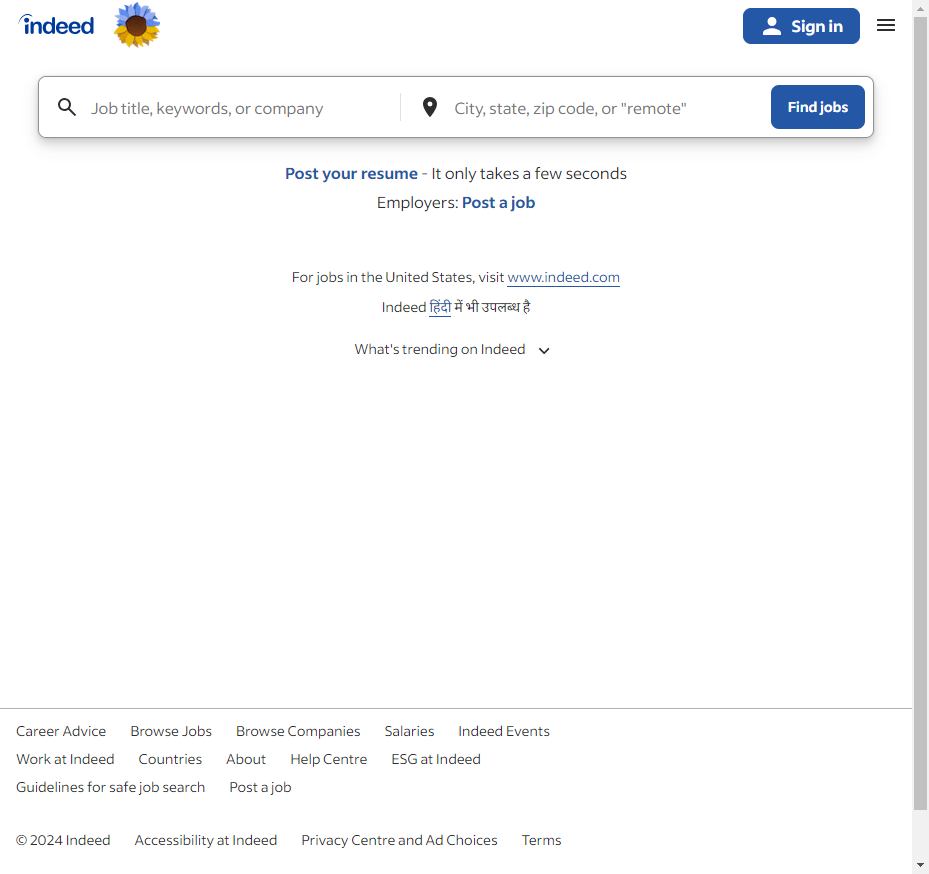 indeed
Sign in
Job title, keywords, or company
City, state, zip code, or "remote"
Find jobs
Post your resume - It only takes a few seconds
Employers: Post a job
For jobs in the United States, visit www.indeed.com
Indeed हिंदी में भी उपलब्ध है
What's trending on Indeed
Career Advice Browse Jobs Browse Companies Salaries Indeed Events
Work at Indeed Countries About Help Centre ESG at Indeed
Guidelines for safe job search Post a job
© 2024 Indeed Accessibility at Indeed Privacy Centre and Ad Choices Terms